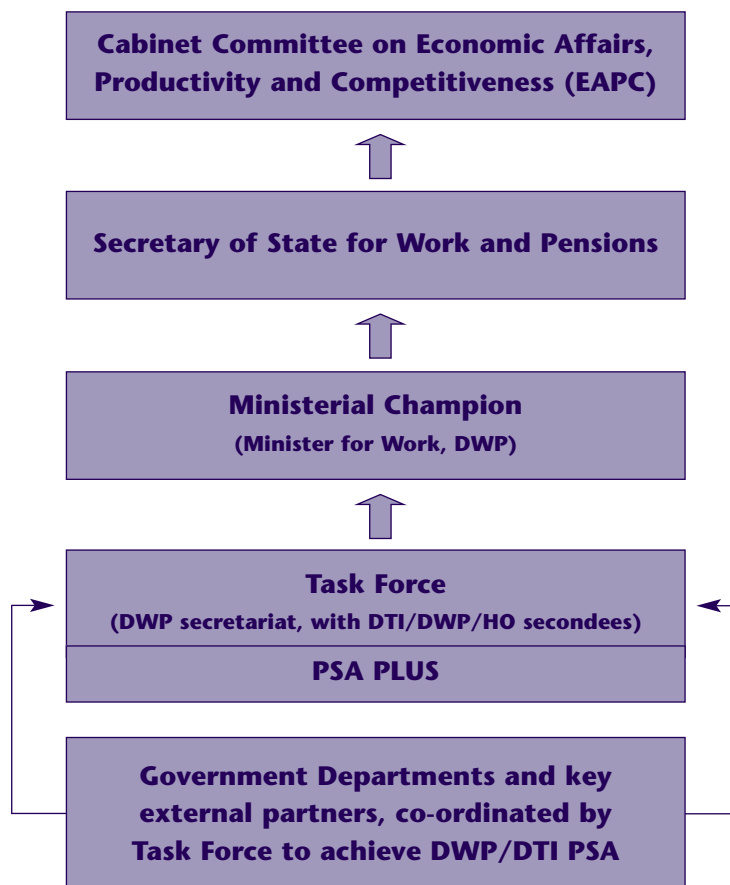 Cabinet Committee on Economic Affairs,
Productivity and Competitiveness (EAPC)
Secretary of State for Work and Pensions
Ministerial Champion
(Minister for Work, DWP)
Task Force
(DWP secretariat, with DTI/DWP/HO secondees)
PSA PLUS
Government Departments and key
external partners, co-ordinated by
Task Force to achieve DWP/DTI PSA